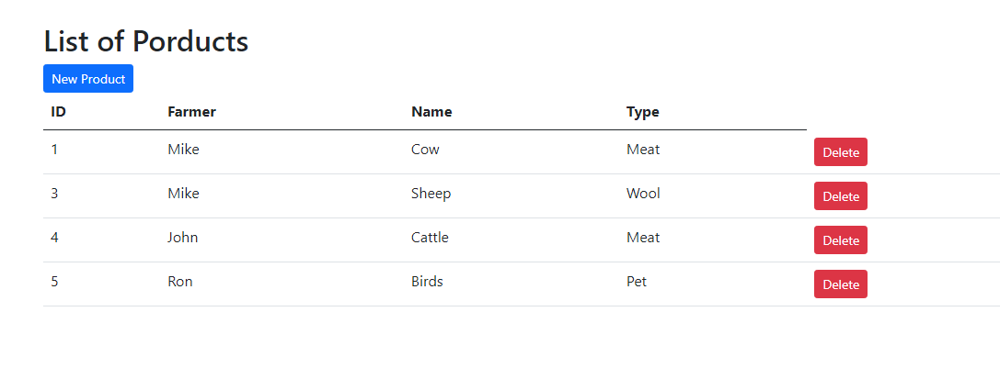 List of Porducts
New Product
ID Farmer Name Type
1 Mike Cow Meat Delete
3 Mike Sheep Wool Delete
4 John Cattle Meat Delete
5 Ron Birds Pet Delete